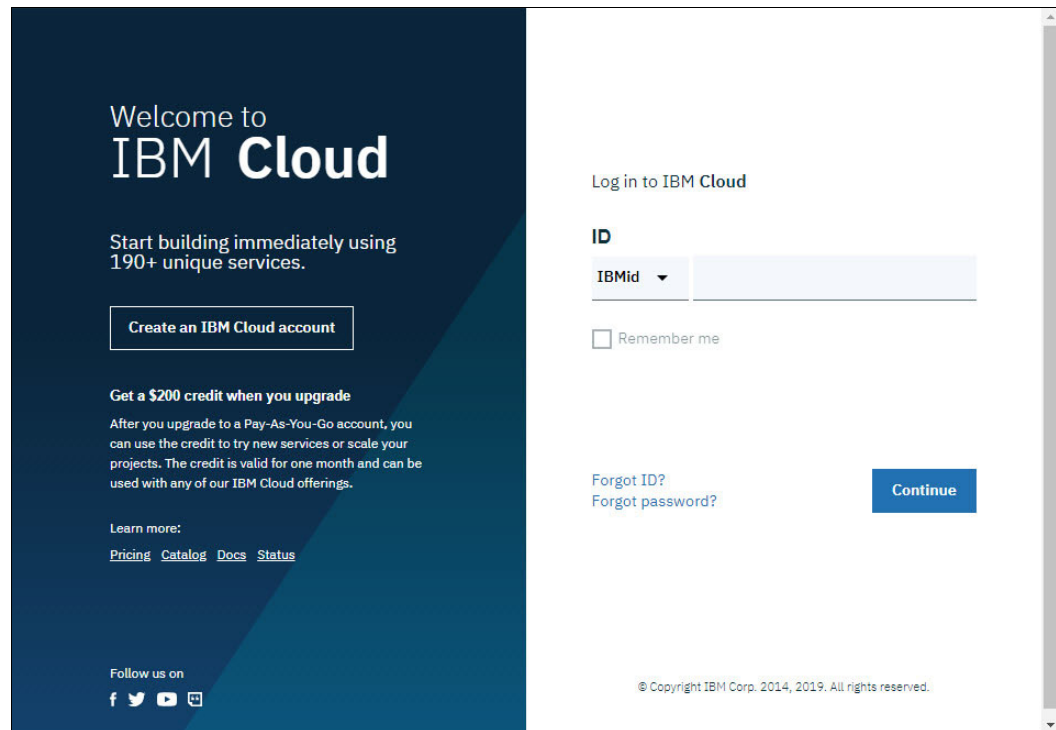 Welcome to
IBM Cloud
Start building immediately using
190+ unique services.
Create an IBM Cloud account
Get a $200 credit when you upgrade
After you upgrade to a Pay-As-You-Go account, you
can use the credit to try new services or scale your
projects. The credit is valid for one month and can be
used with any of our IBM Cloud offerings.
Learn more:
Pricing Catalog Docs Status
Follow us on
Log in to IBM Cloud
ID
IBMid
Remember me
Forgot ID?
Forgot password?
Continue
© Copyright IBM Corp. 2014, 2019. All rights reserved.